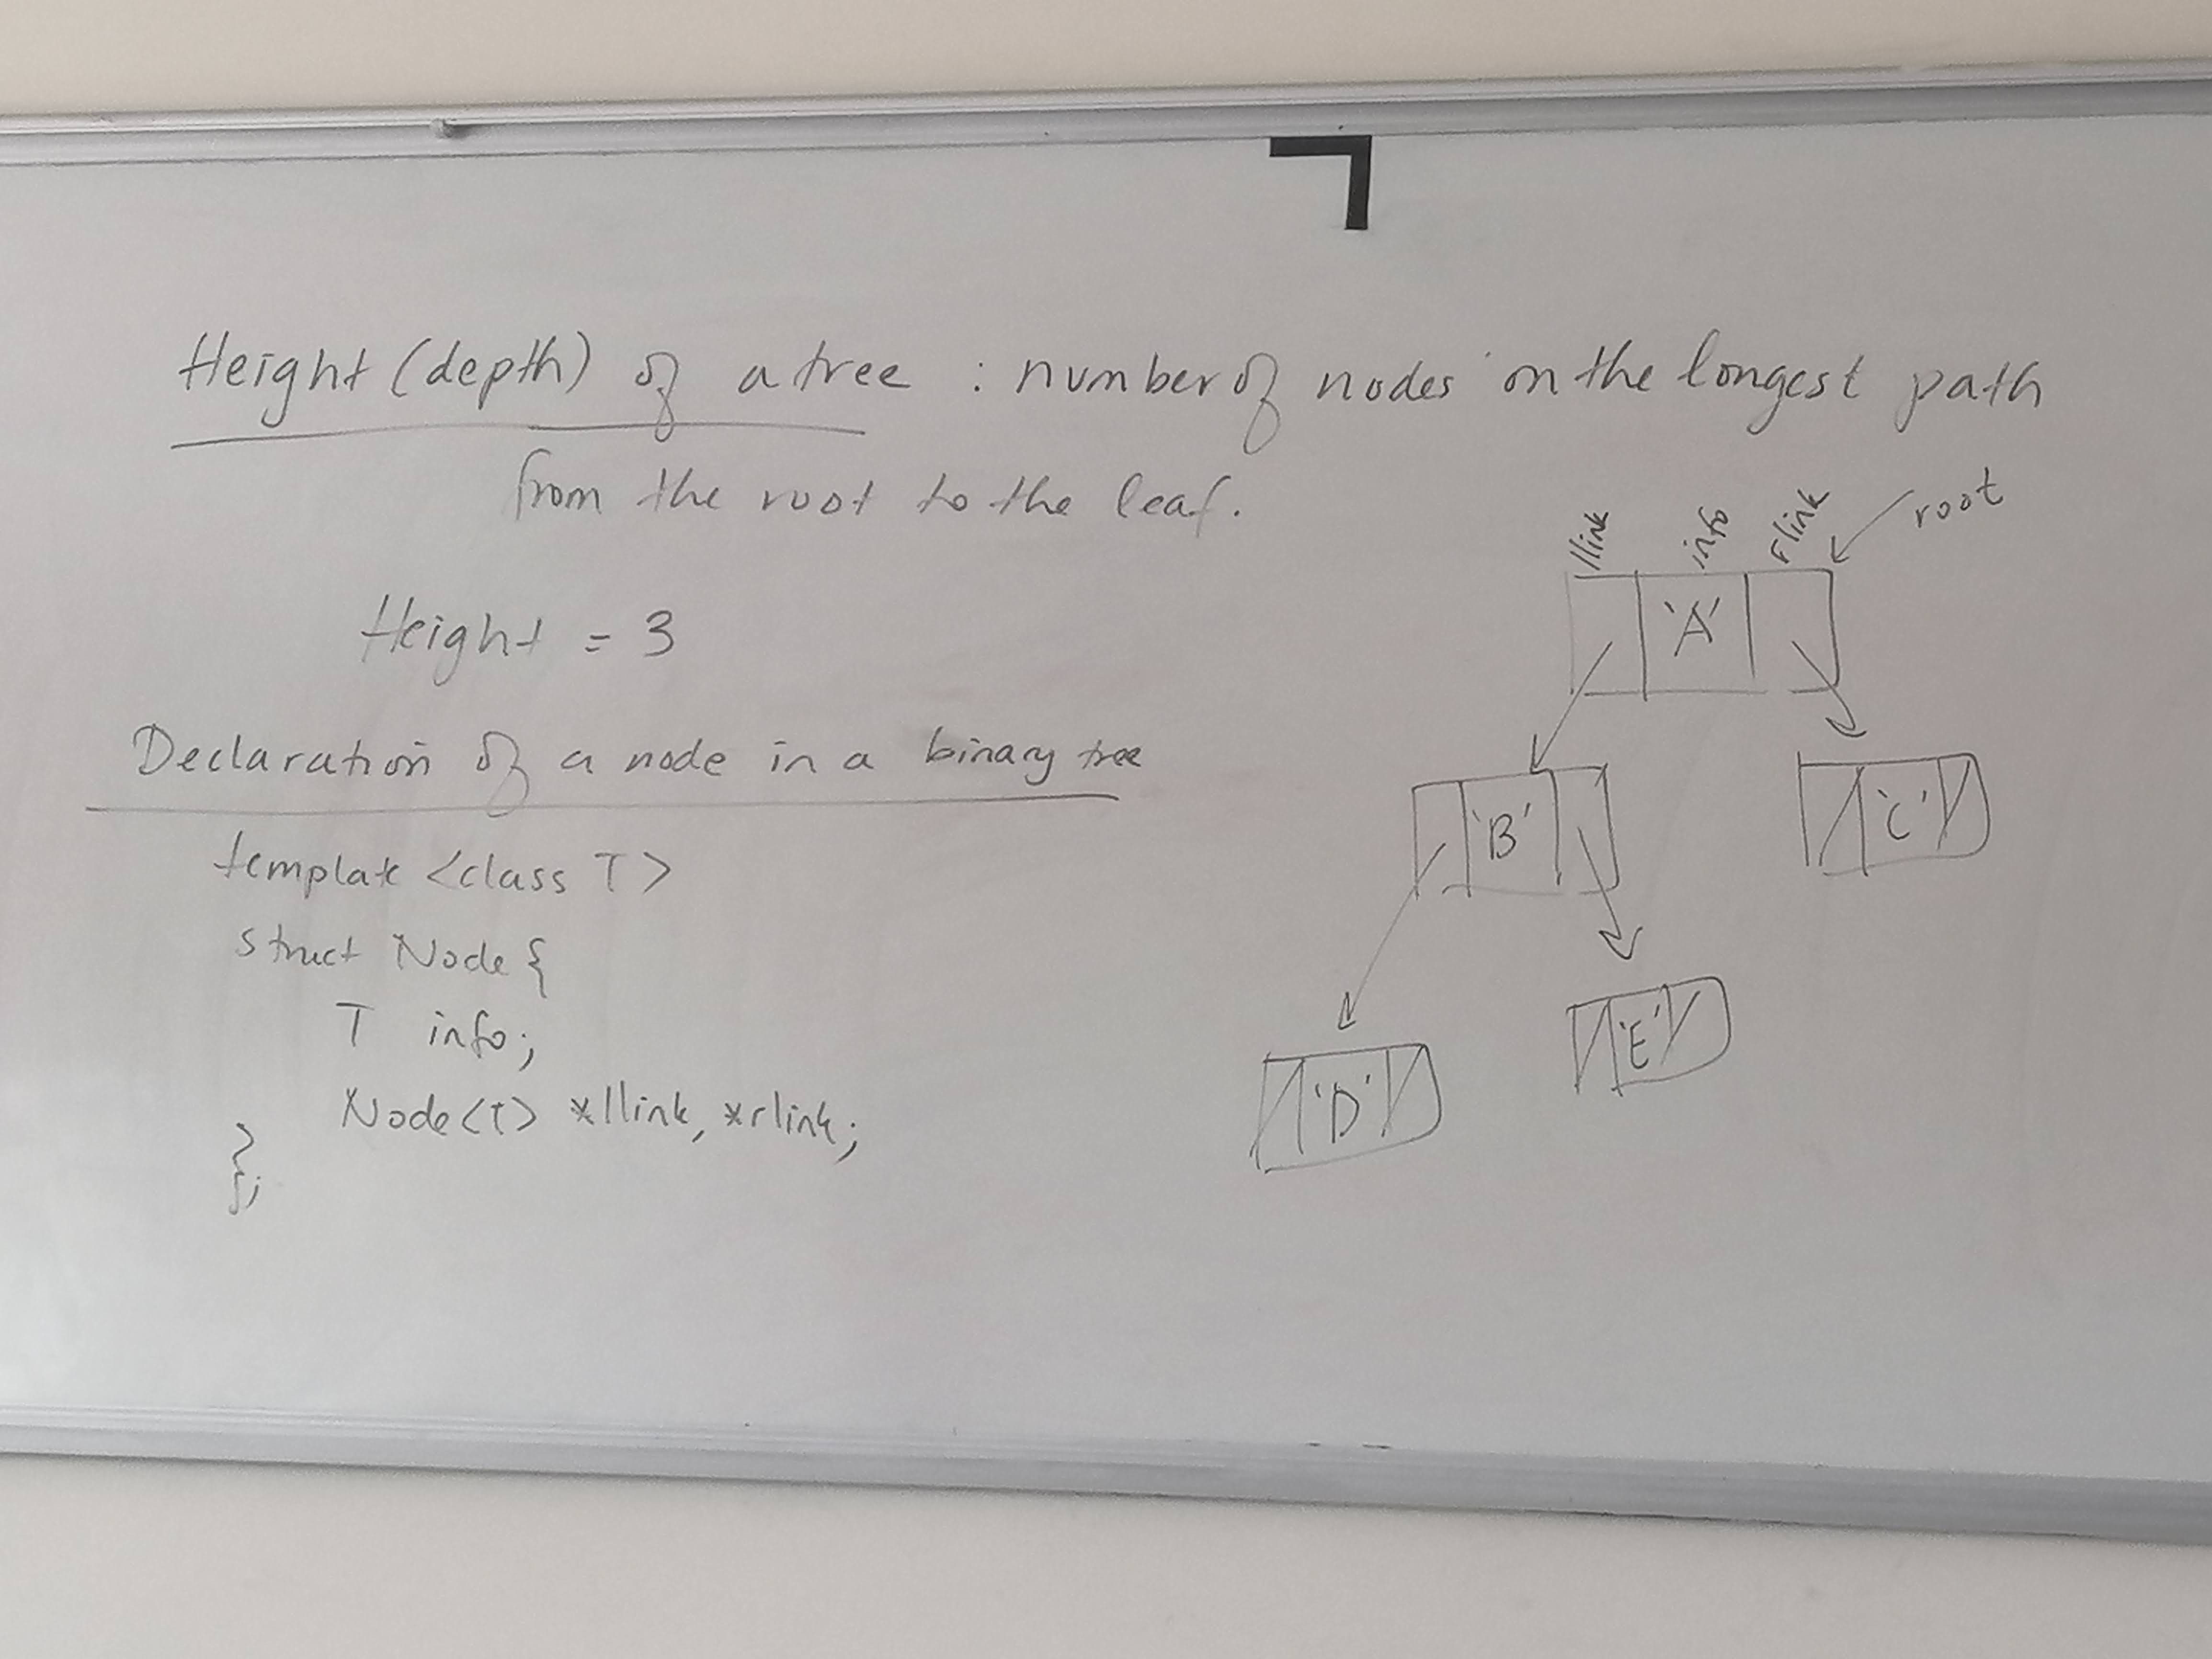 Height (depth) of a tree : number of nodes on the longest path
from the root to the leaf.
Height = 3
Declaration of a node in a binary tree
template <class T>
struct Node {
T info;
Node<T> *llink, *rlink;
};
llink info rlink root
'A'
'B' 'C'
'D' 'E'